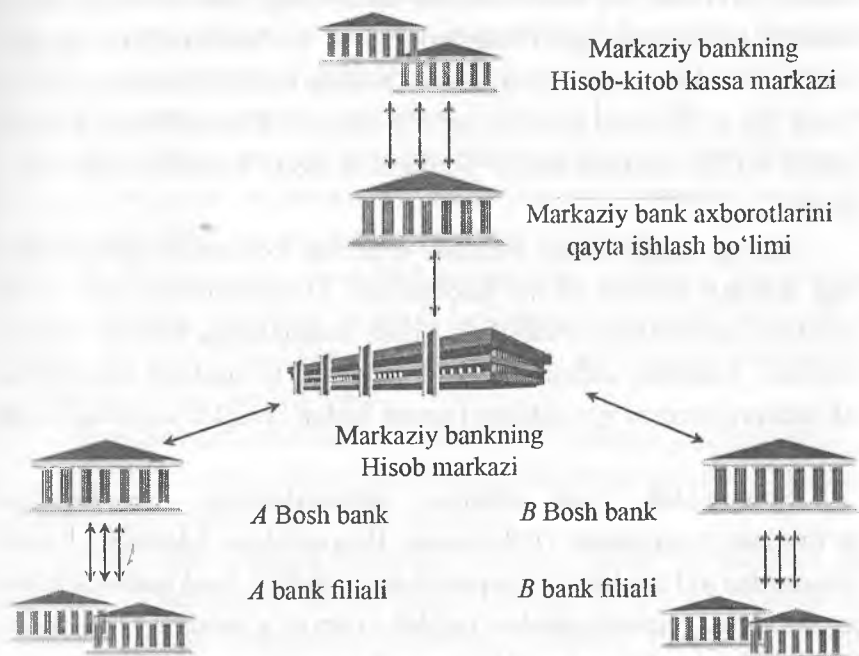 Markaziy bankning
Hisob-kitob kassa markazi
Markaziy bank axborotlarini
qayta ishlash bo‘limi
Markaziy bankning
Hisob markazi
A Bosh bank
B Bosh bank
A bank filiali
B bank filiali